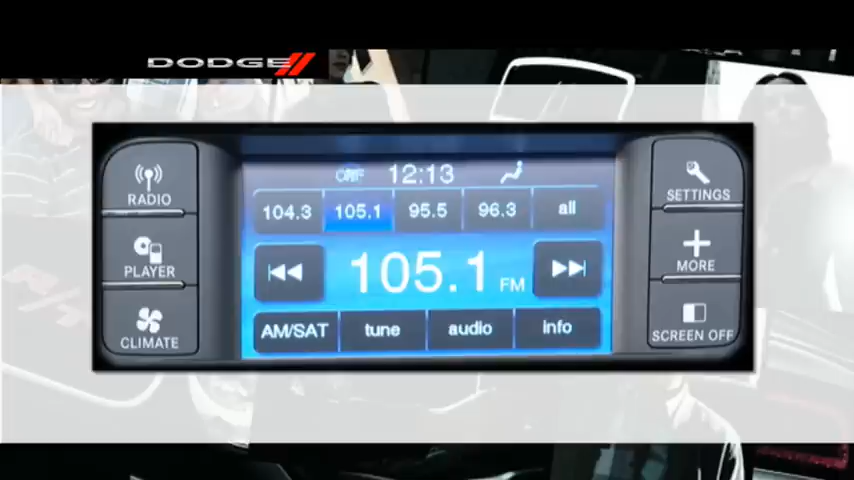 DODGE
12:13
104.3 105.1 95.5 96.3 all
105.1 FM
AM/SAT tune audio info
RADIO
PLAYER
CLIMATE
SETTINGS
MORE
SCREEN OFF